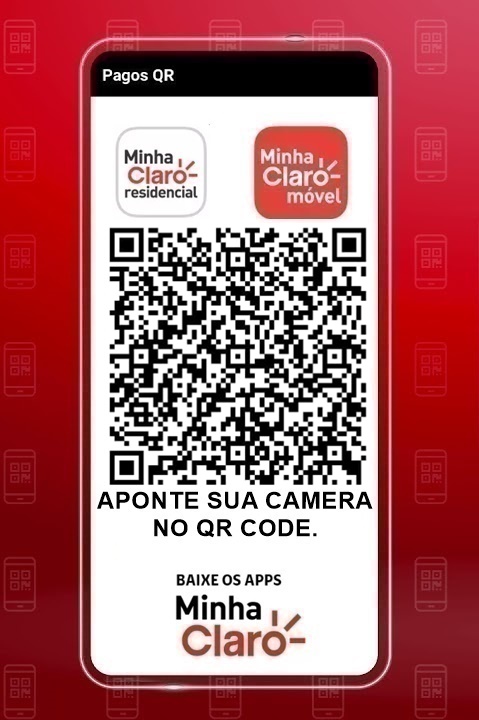 Pagos QR
Minha
Claro
residencial
Minha
Claro
móvel
APONTE SUA CAMERA
NO QR CODE.
BAIXE OS APPS
Minha
Claro